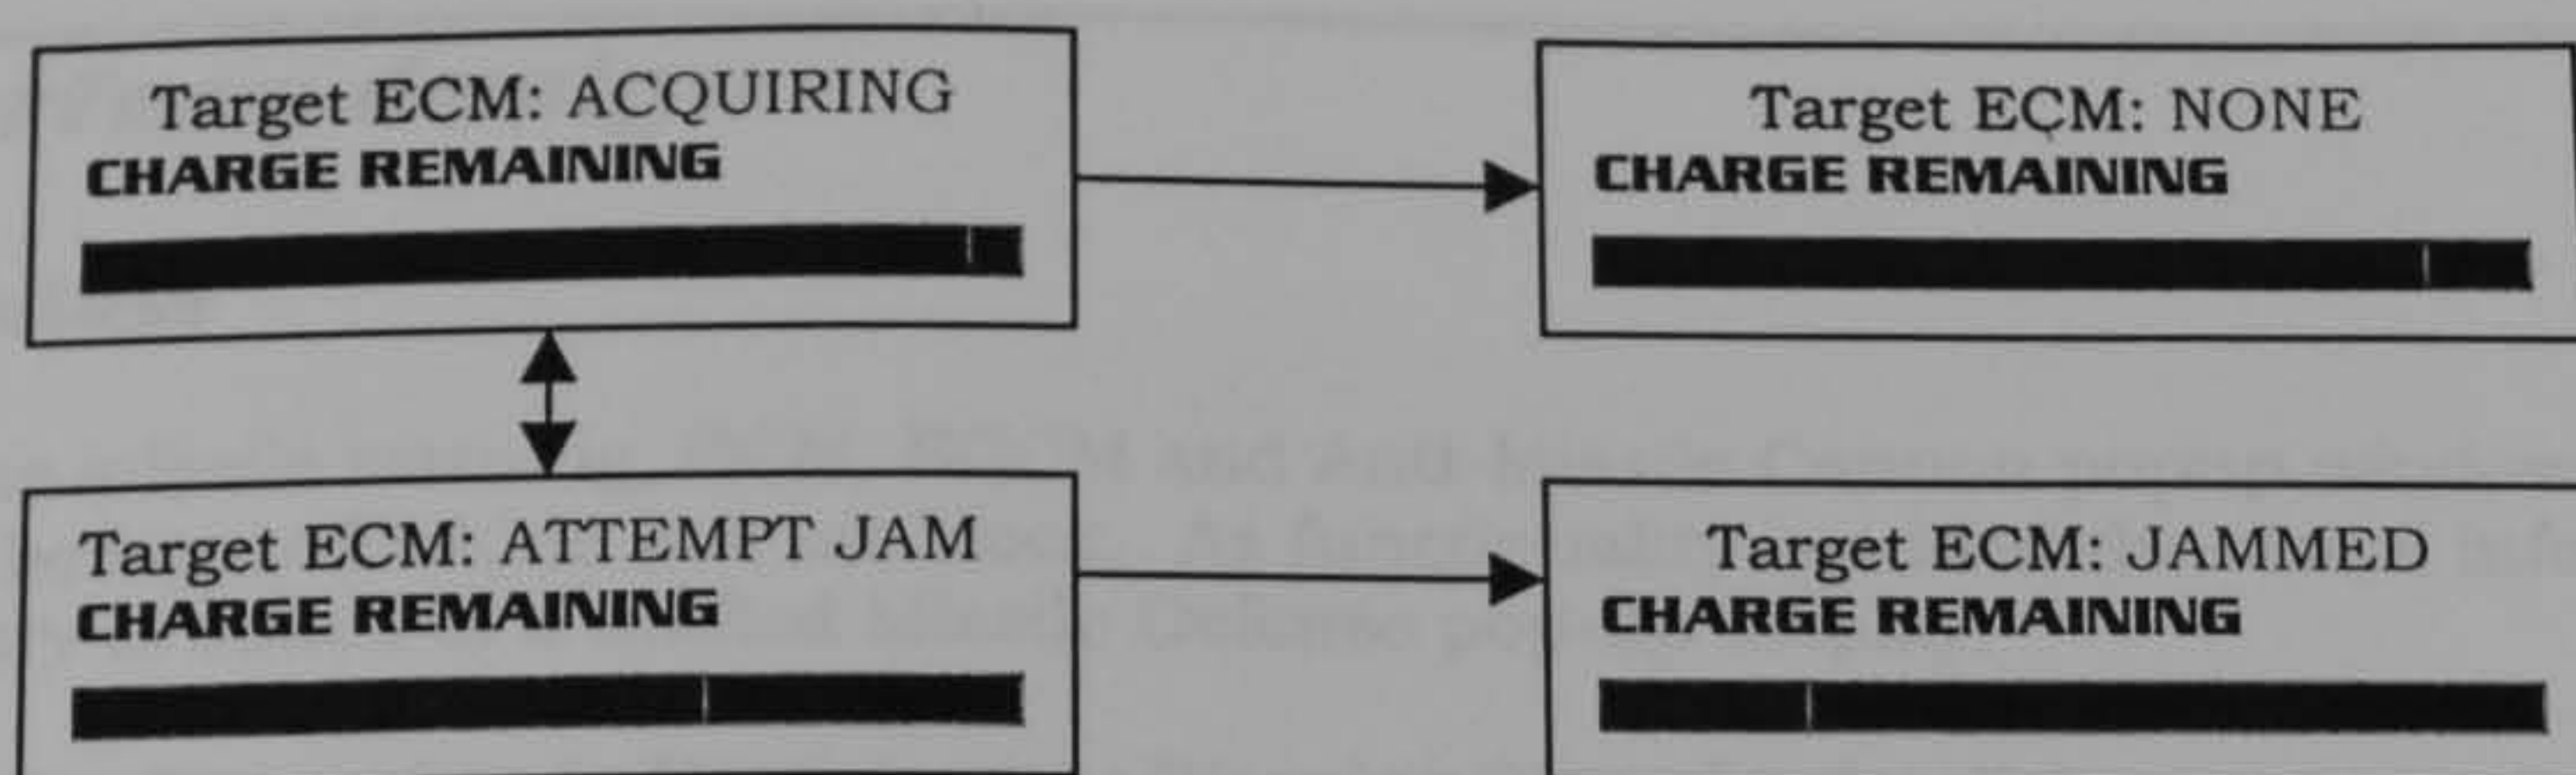 Target ECM: ACQUIRING
CHARGE REMAINING
Target ECM: NONE
CHARGE REMAINING
Target ECM: ATTEMPT JAM
CHARGE REMAINING
Target ECM: JAMMED
CHARGE REMAINING